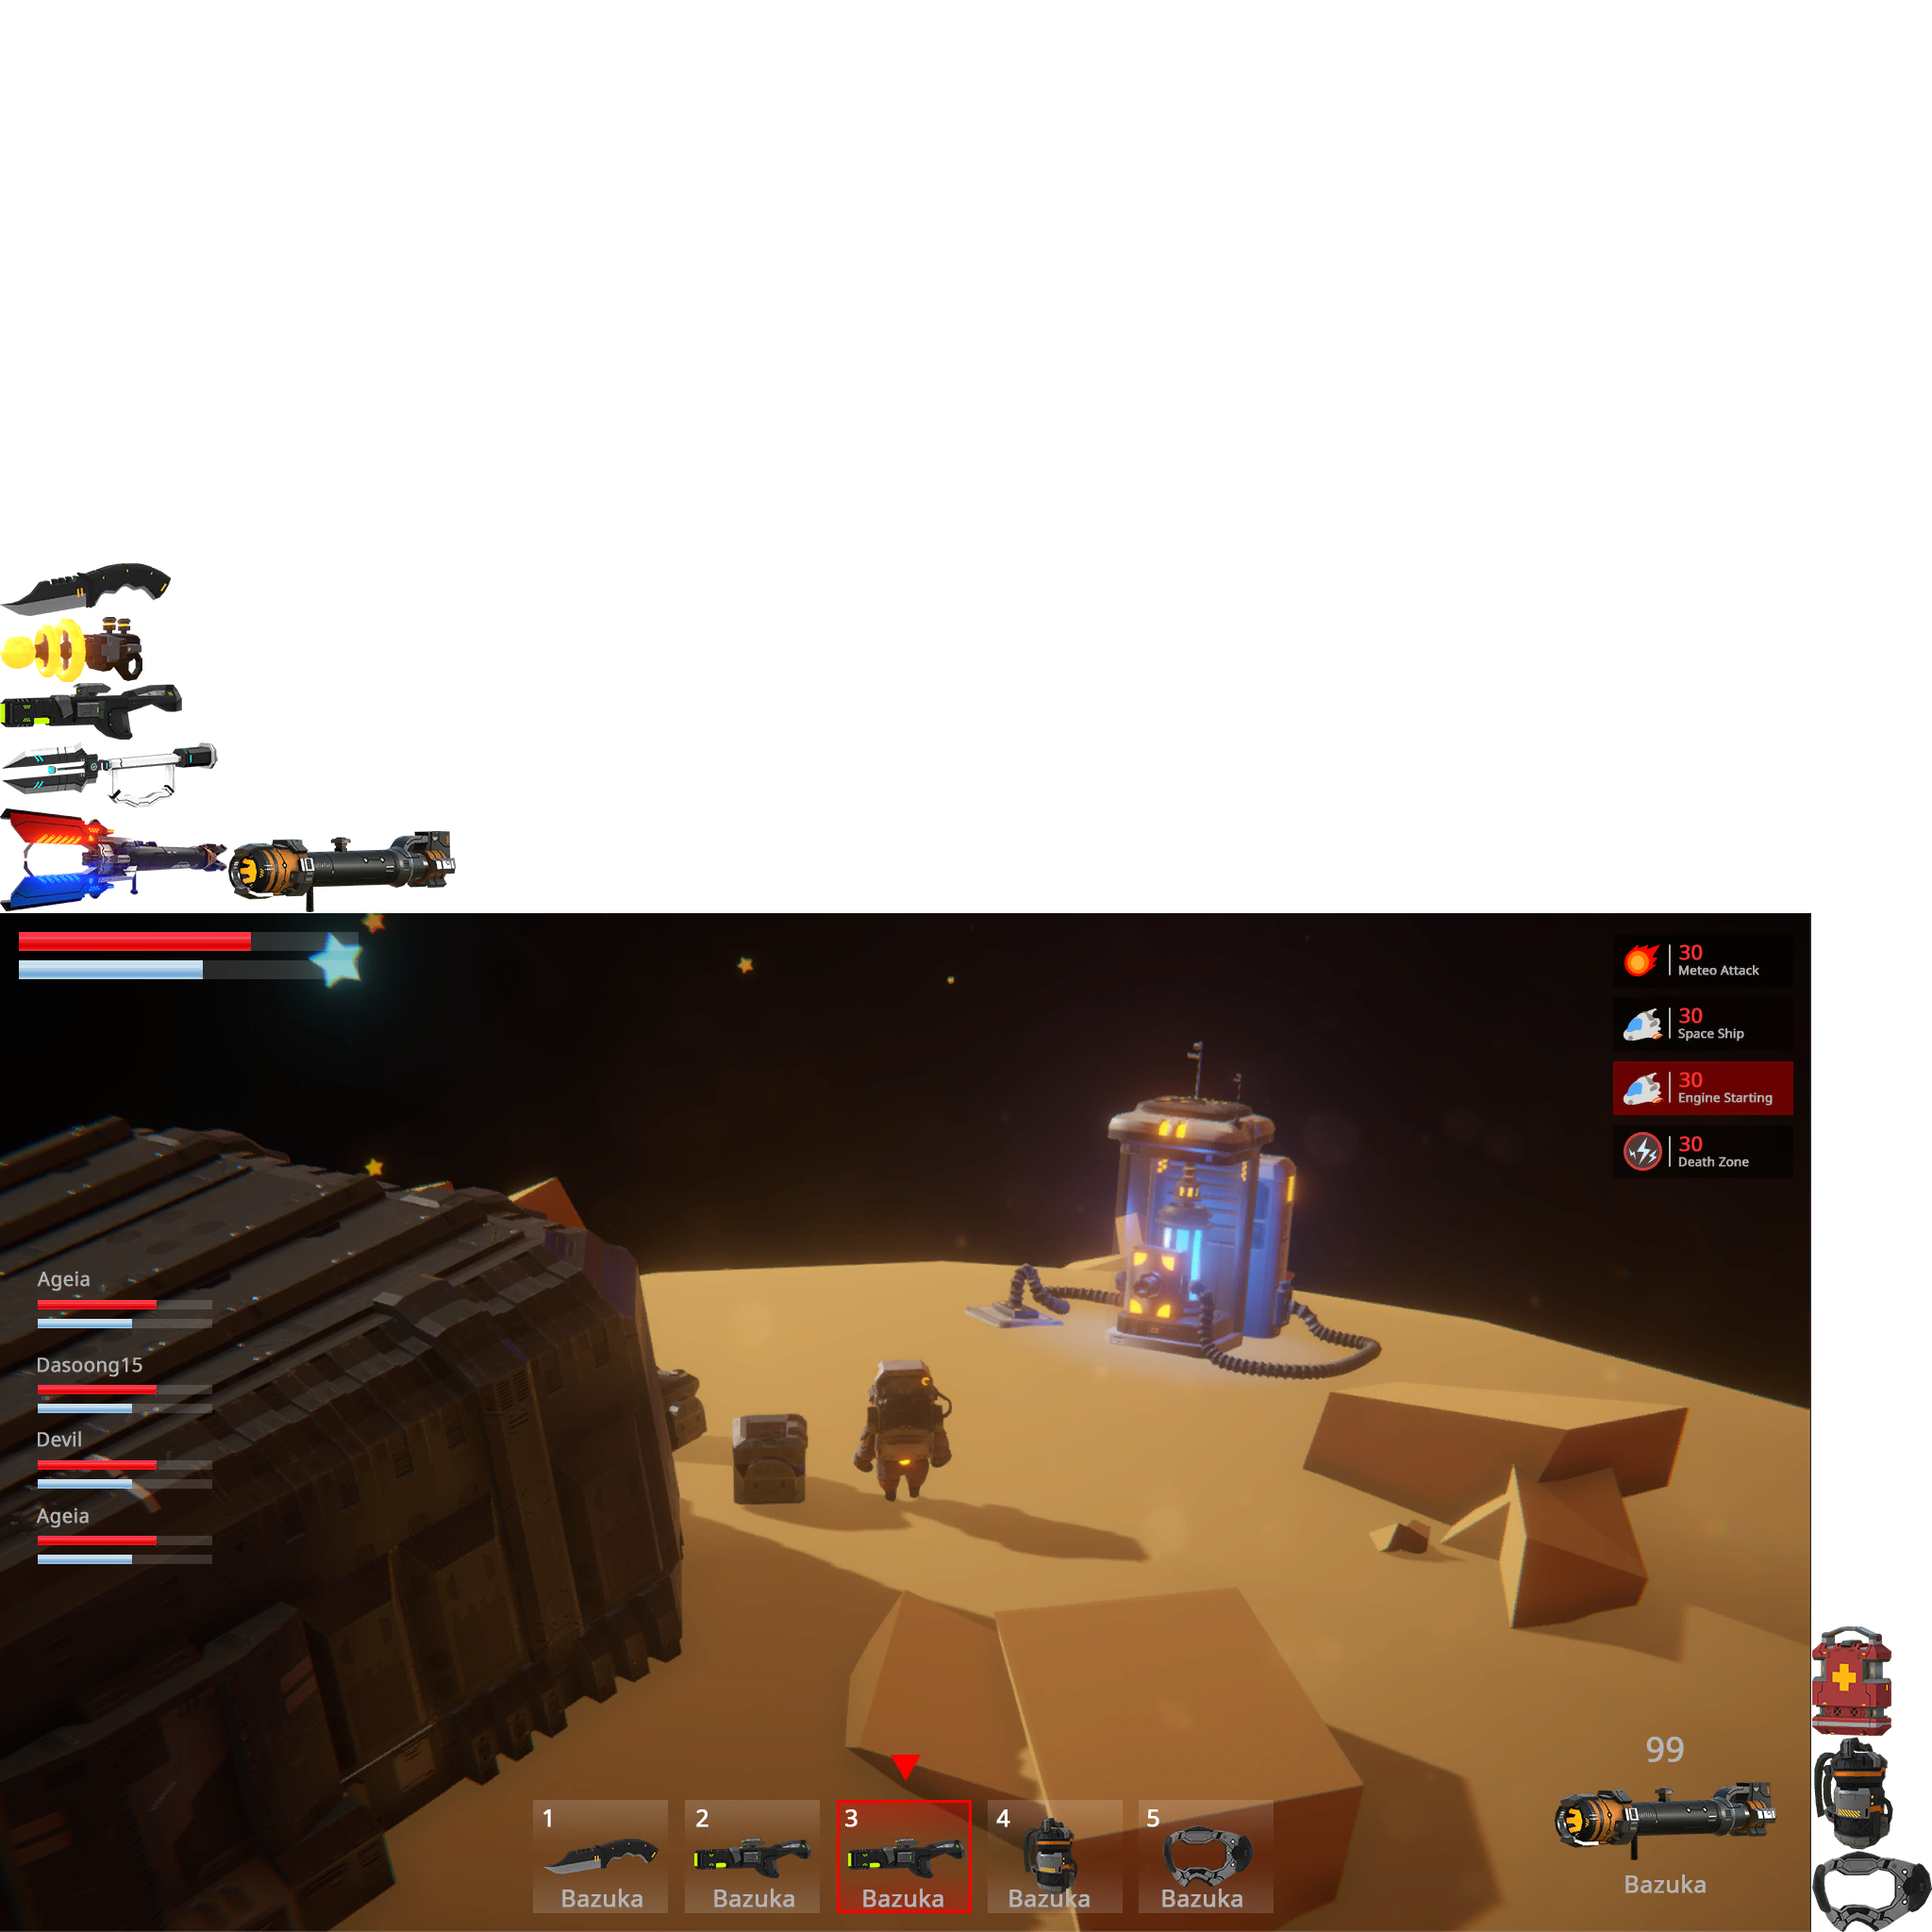 30
Meteo Attack
30
Space Ship
30
Engine Starting
30
Death Zone
Ageia
Dasoong15
Devil
Ageia
99
Bazuka
1
Bazuka
2
Bazuka
3
Bazuka
4
Bazuka
5
Bazuka